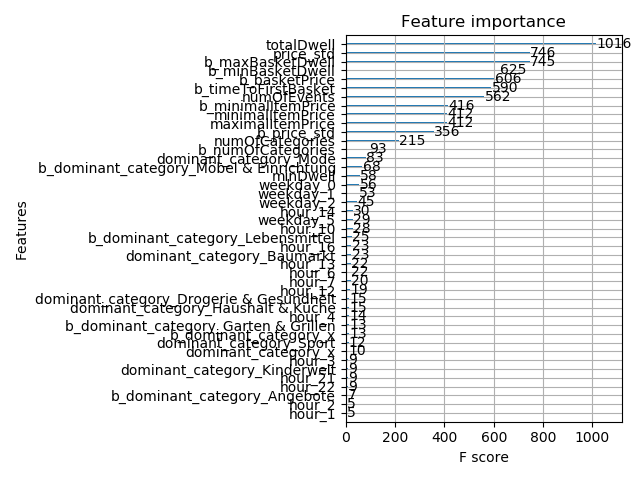 Feature importance
totalDwell 1016
price_std 746
b_maxBasketDwell 745
b_minBasketDwell 625
b_basketPrice 606
b_timeToFirstBasket 590
numOfEvents 562
b_minimalItemPrice 416
minimalItemPrice 412
maximalItemPrice 412
b_price_std 356
numOfCategories 215
b_numOfCategories 93
dominant_category_Mode 83
b_dominant_category_Möbel & Einrichtung 68
minDwell 58
weekday_0 56
weekday_1 53
weekday_2 45
hour_14 30
weekday_5 29
hour_10 28
b_dominant_category_Lebensmittel 25
hour_16 23
dominant_category_Baumarkt 23
hour_13 22
hour_6 22
hour_7 20
hour_12 19
dominant_category_Drogerie & Gesundheit 15
dominant_category_Haushalt & Küche 15
hour_4 14
b_dominant_category_Garten & Grillen 13
b_dominant_category_x 13
dominant_category_Sport 12
dominant_category_x 10
hour_3 9
dominant_category_Kinderwelt 9
hour_21 9
hour_22 9
b_dominant_category_Angebote 7
hour_2 5
hour_1 5
0 200 400 600 800 1000
F score
Features